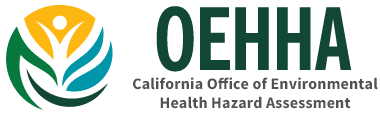 OEHHA
California Office of Environmental
Health Hazard Assessment